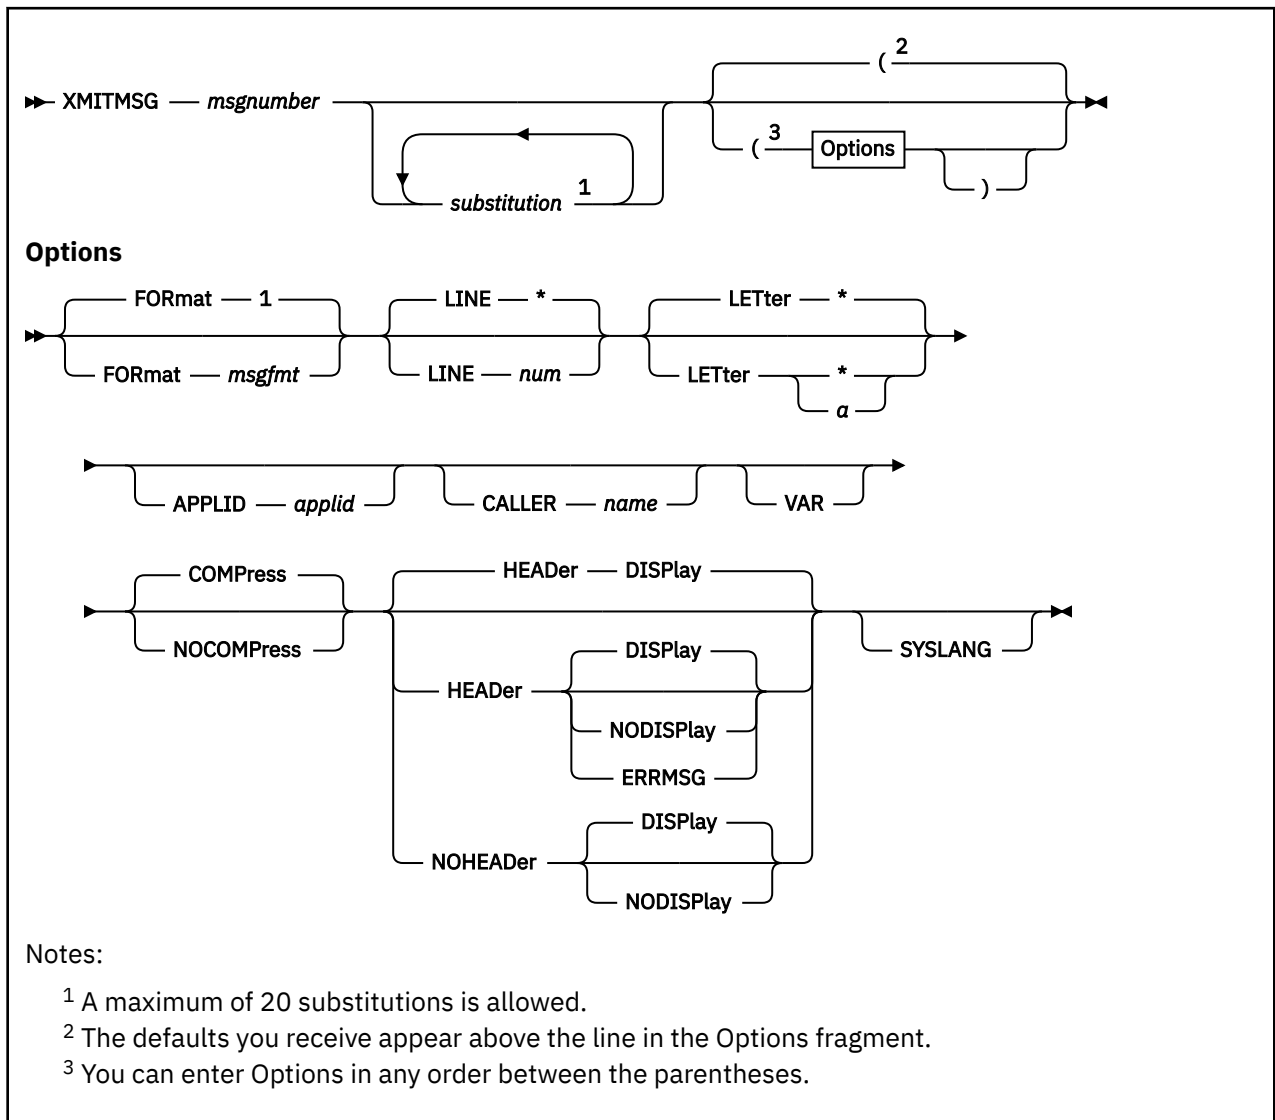 ( 2
XMITMSG msgnumber
( 3 Options
)
substitution 1
Options
FORmat 1 LINE * LETter *
FORmat msgfmt LINE num LETter *
a
APPLID applid CALLER name VAR
COMPress HEADer DISPlay
NOCOMPress DISPlay SYSLANG
HEADer
NODISPlay
ERRMSG
DISPlay
NOHEADer
NODISPlay
Notes:
1 A maximum of 20 substitutions is allowed.
2 The defaults you receive appear above the line in the Options fragment.
3 You can enter Options in any order between the parentheses.